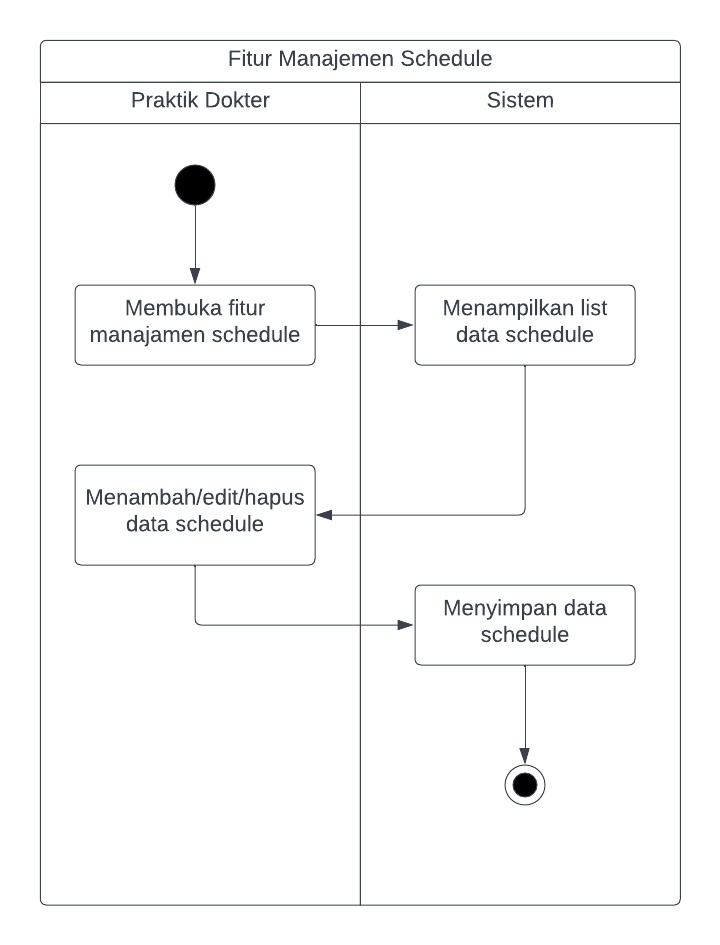 Fitur Manajemen Schedule
Praktik Dokter
Sistem
Membuka fitur
manajamen schedule
Menampilkan list
data schedule
Menambah/edit/hapus
data schedule
Menyimpan data
schedule